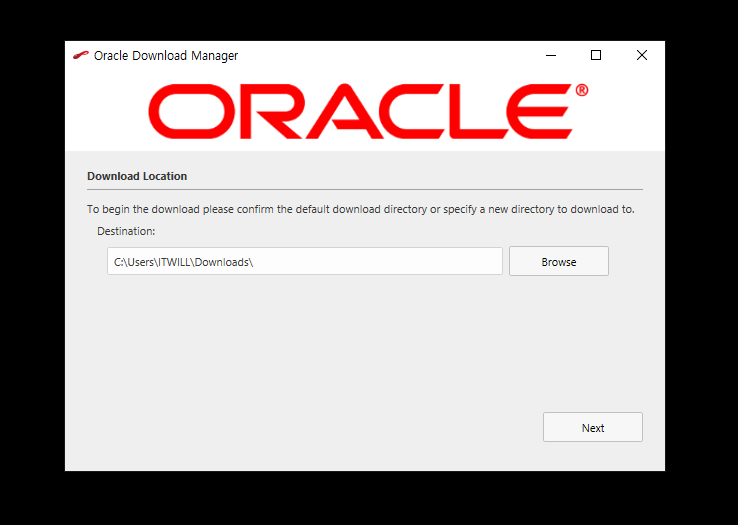 Oracle Download Manager
ORACLE®
Download Location
To begin the download please confirm the default download directory or specify a new directory to download to.
Destination:
C:\Users\ITWILL\Downloads\
Browse
Next